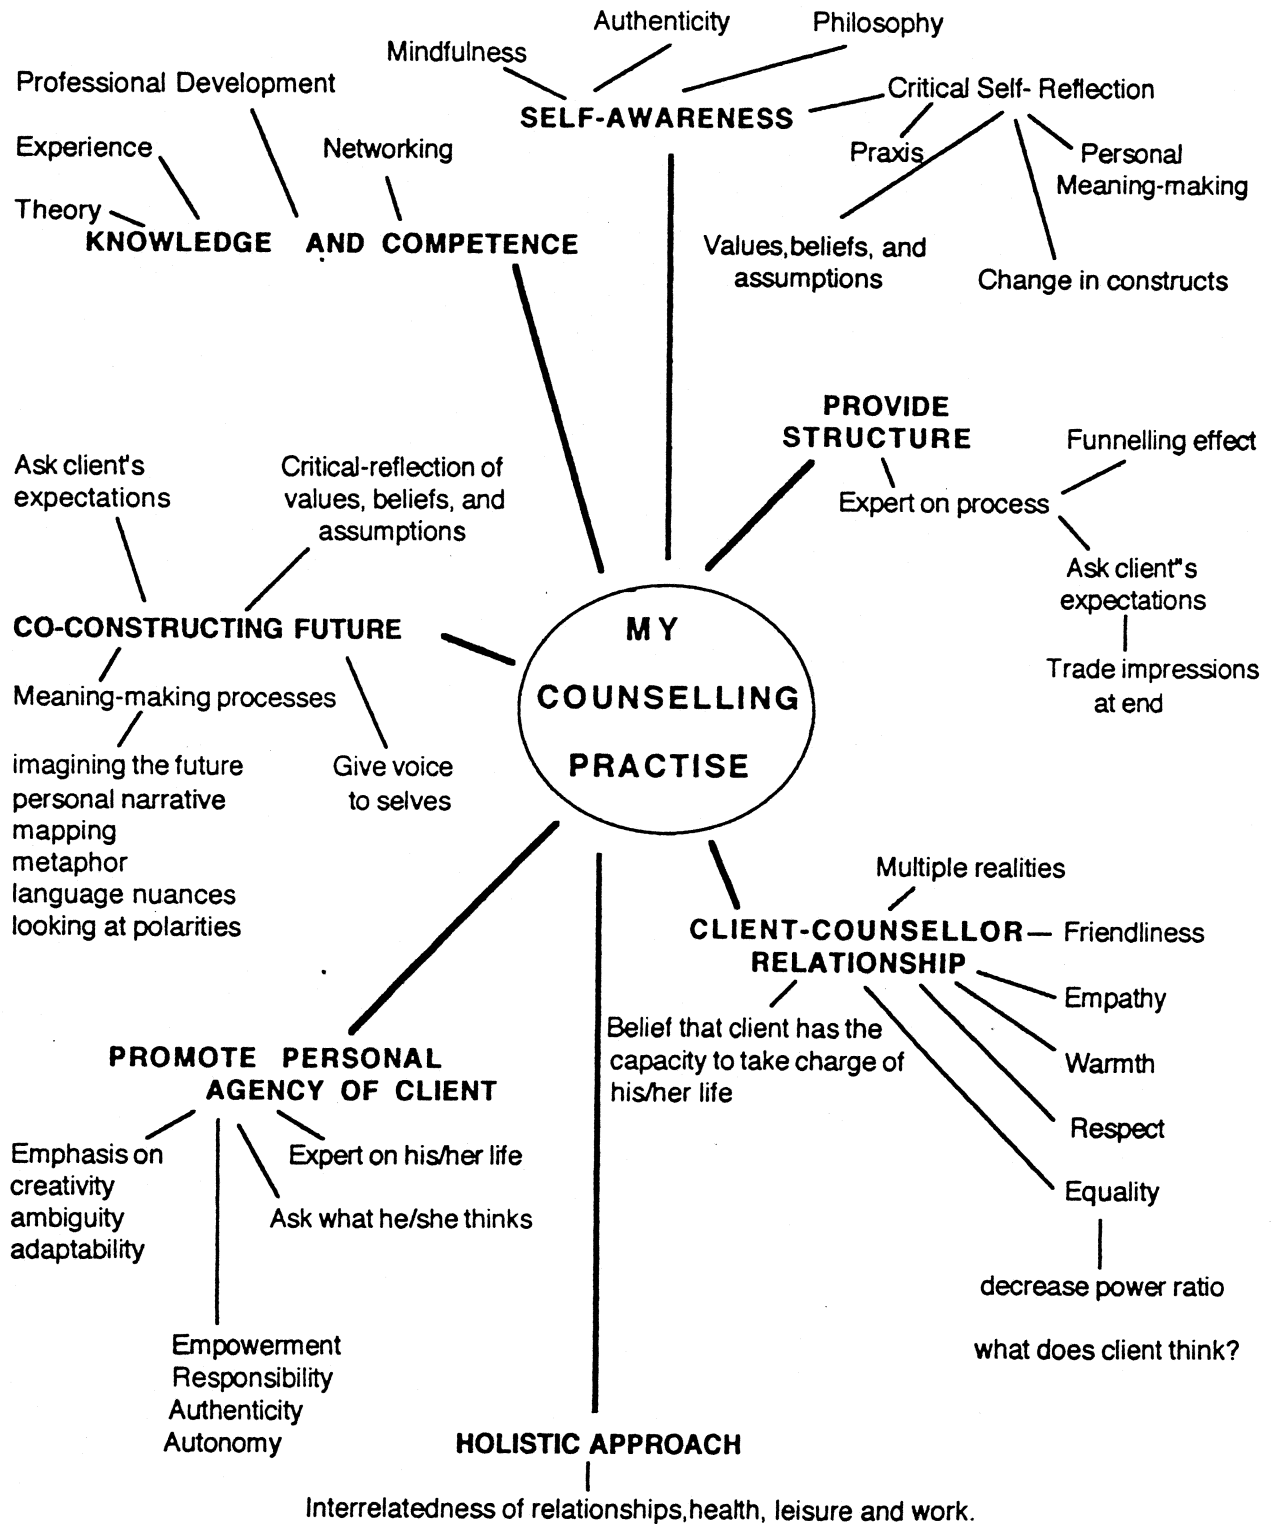 Authenticity
Philosophy
Mindfulness
Professional Development
Critical Self- Reflection
SELF-AWARENESS
Experience
Networking
Praxis
Personal
Meaning-making
Theory
KNOWLEDGE AND COMPETENCE
Values,beliefs, and
assumptions
Change in constructs
PROVIDE
STRUCTURE
Funnelling effect
Expert on process
Ask client"s
expectations
Trade impressions
at end
Ask client's
expectations
Critical-reflection of
values, beliefs, and
assumptions
CO-CONSTRUCTING FUTURE
Meaning-making processes
imagining the future
personal narrative
mapping
metaphor
language nuances
looking at polarities
Give voice
to selves
MY
COUNSELLING
PRACTISE
Multiple realities
CLIENT-COUNSELLOR
RELATIONSHIP
Friendliness
Empathy
Warmth
Respect
Equality
decrease power ratio
what does client think?
Belief that client has the
capacity to take charge of
his/her life
PROMOTE PERSONAL
AGENCY OF CLIENT
Emphasis on
creativity
ambiguity
adaptability
Expert on his/her life
Ask what he/she thinks
Empowerment
Responsibility
Authenticity
Autonomy
HOLISTIC APPROACH
Interrelatedness of relationships,health, leisure and work.